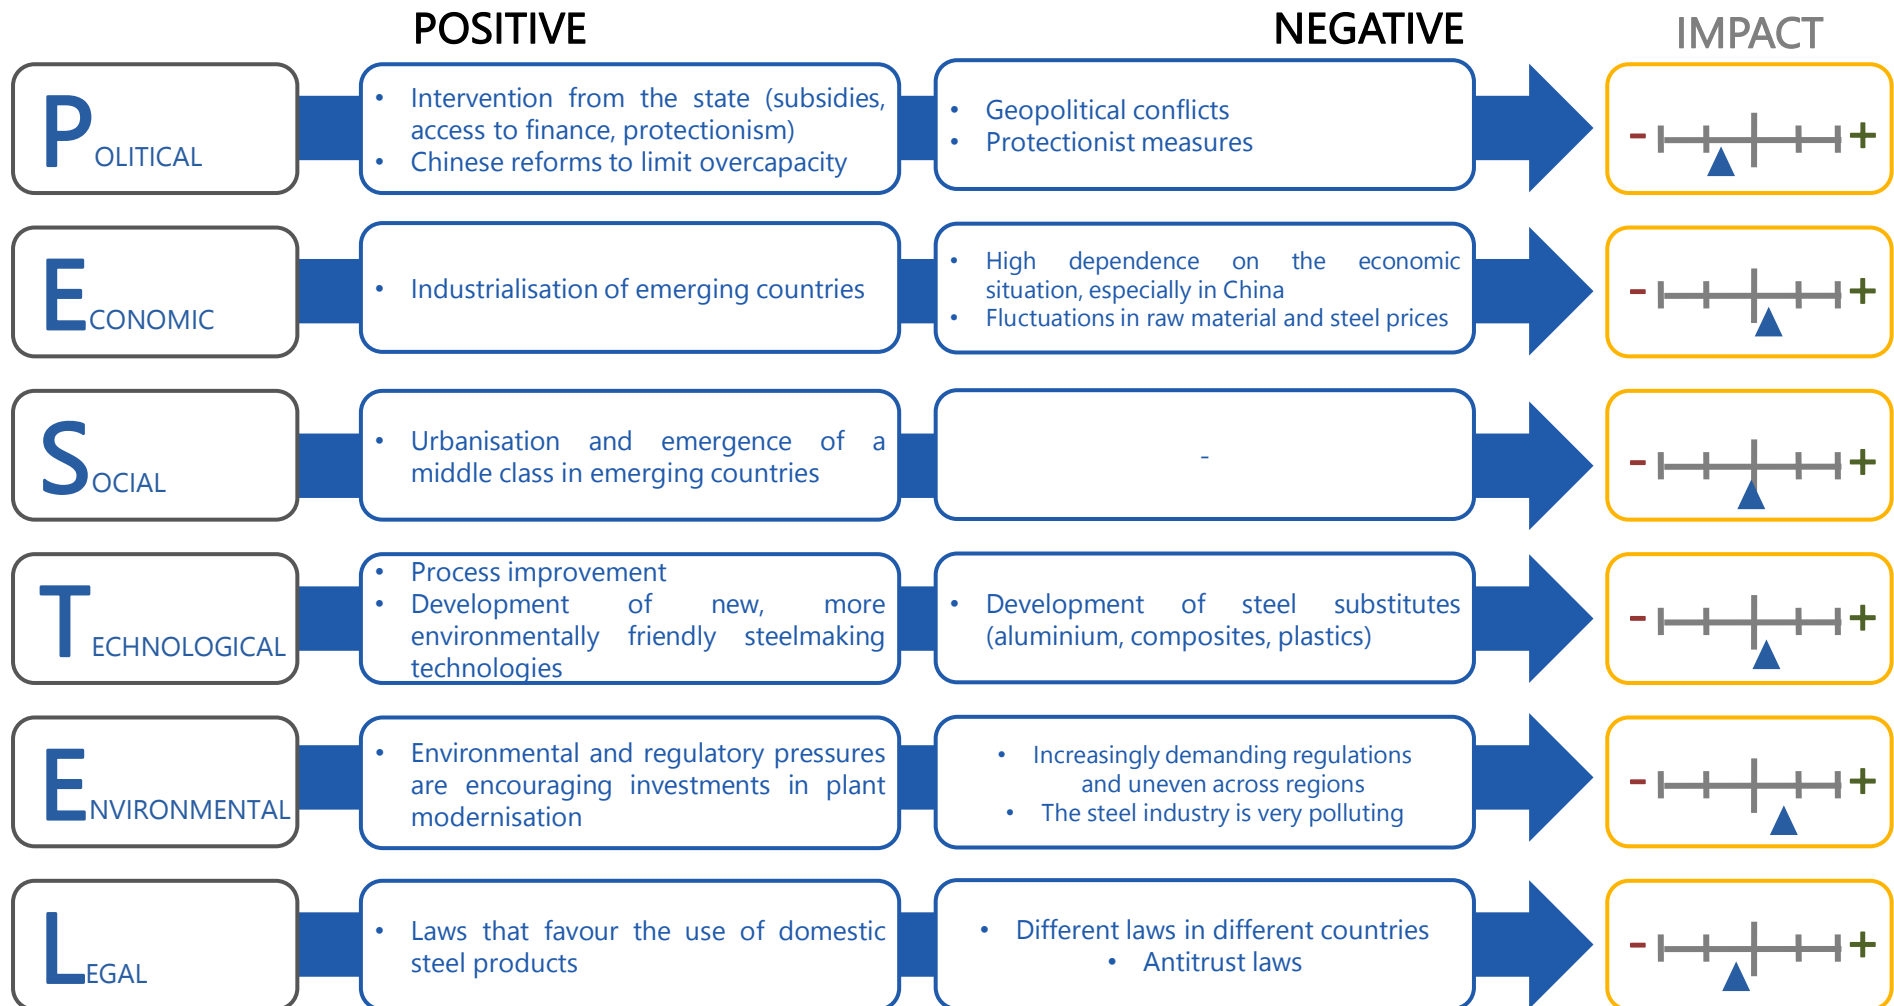 POSITIVE NEGATIVE IMPACT
POLITICAL
• Intervention from the state (subsidies,
access to finance, protectionism)
• Chinese reforms to limit overcapacity
• Geopolitical conflicts
• Protectionist measures
- +
ECONOMIC
• Industrialisation of emerging countries
• High dependence on the economic
situation, especially in China
• Fluctuations in raw material and steel prices
- +
SOCIAL
• Urbanisation and emergence of a
middle class in emerging countries
-
- +
TECHNOLOGICAL
• Process improvement
• Development of new, more
environmentally friendly steelmaking
technologies
• Development of steel substitutes
(aluminium, composites, plastics)
- +
ENVIRONMENTAL
• Environmental and regulatory pressures
are encouraging investments in plant
modernisation
• Increasingly demanding regulations
and uneven across regions
• The steel industry is very polluting
- +
LEGAL
• Laws that favour the use of domestic
steel products
• Different laws in different countries
• Antitrust laws
- +